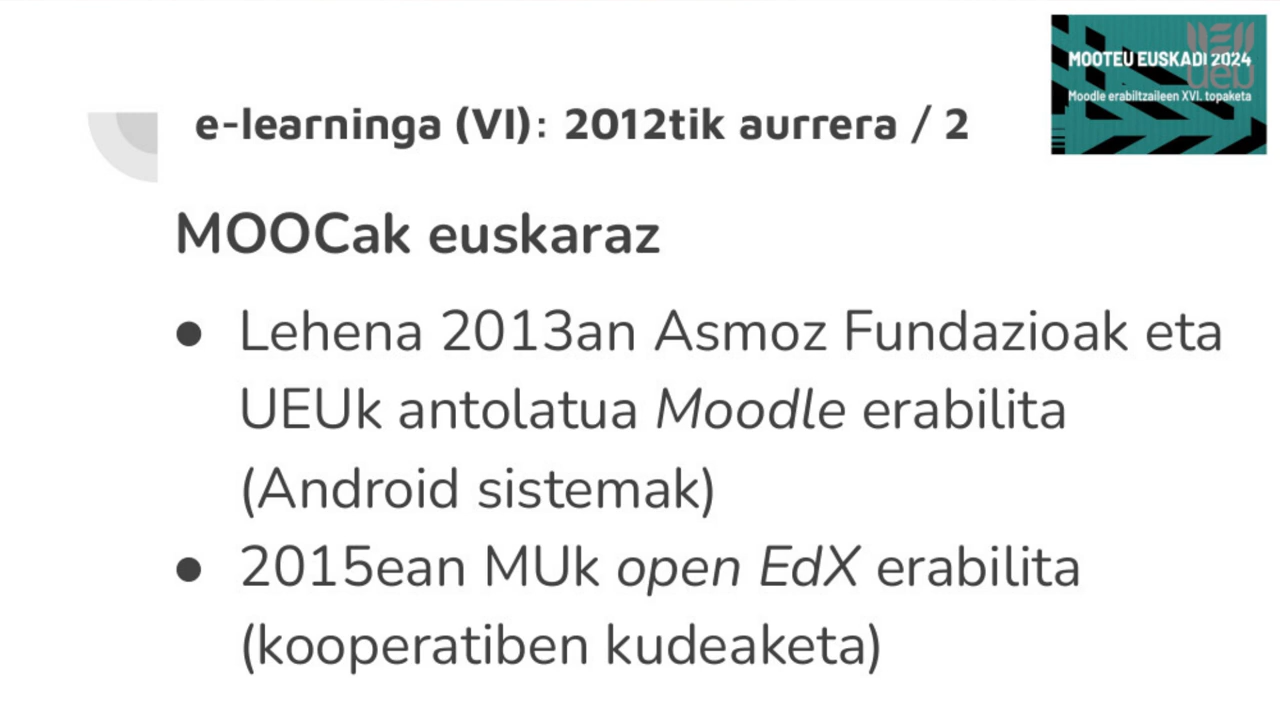 MOOTEU EUSKADI 2024
ueu
Moodle erabiltzaileen XVI. topaketa
e-learninga (VI): 2012tik aurrera / 2
MOOCak euskaraz
● Lehena 2013an Asmoz Fundazioak eta
UEUk antolatua Moodle erabilita
(Android sistemak)
● 2015ean MUk open EdX erabilita
(kooperatiben kudeaketa)